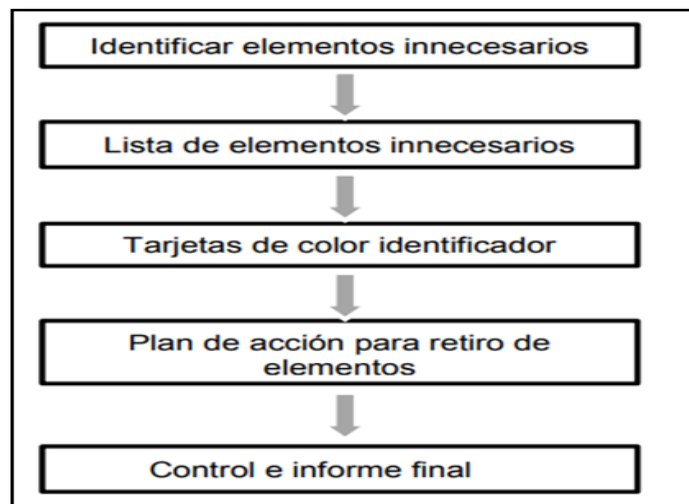 Identificar elementos innecesarios
Lista de elementos innecesarios
Tarjetas de color identificador
Plan de acción para retiro de
elementos
Control e informe final